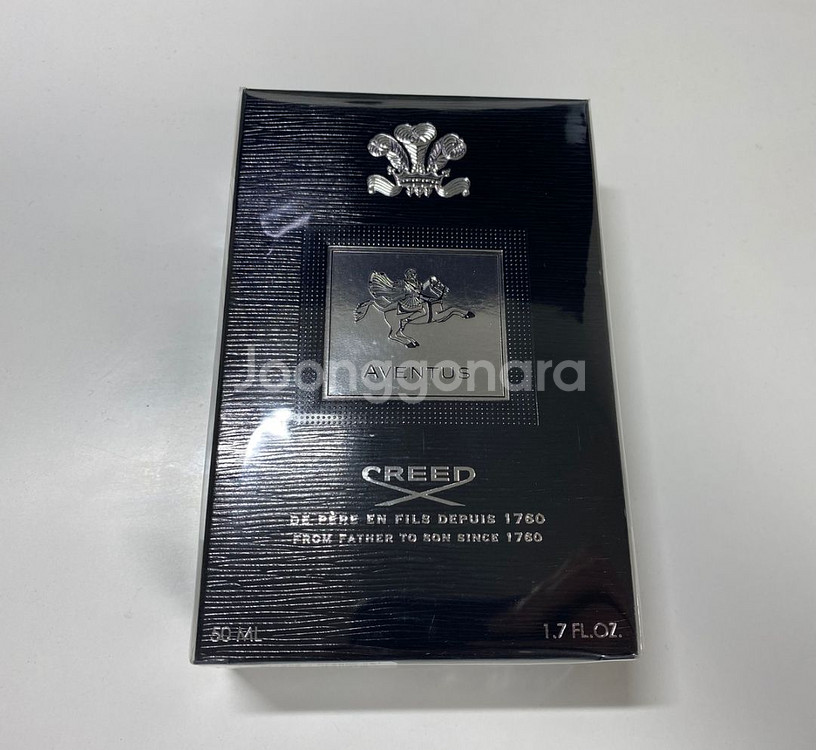 AVENTUS
Joonggonara
CREED
DE PÈRE EN FILS DEPUIS 1760
FROM FATHER TO SON SINCE 1760
50 ML
1.7 FL.OZ.